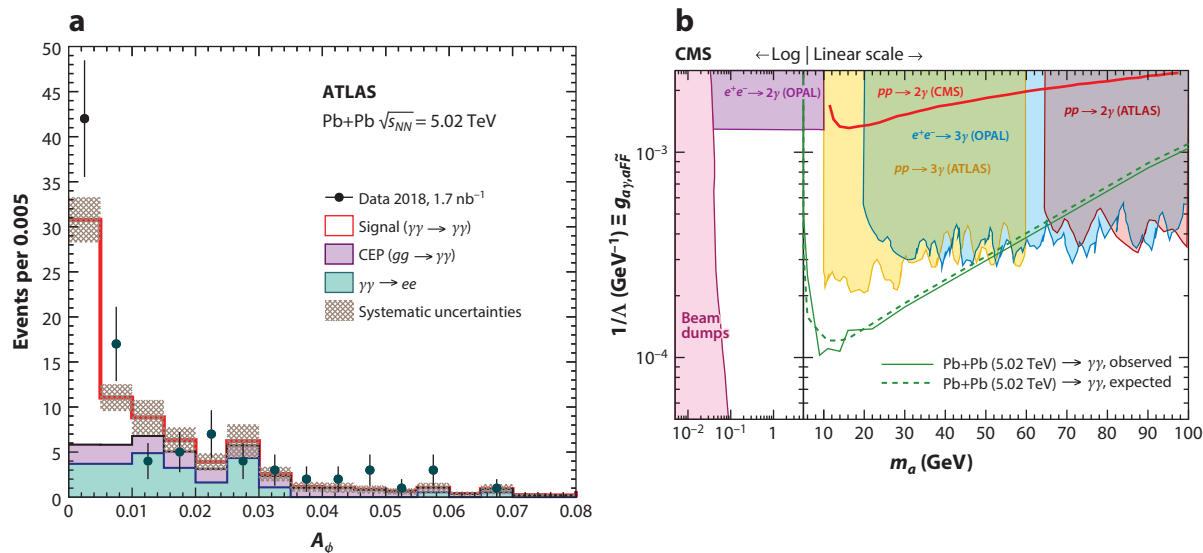 a
50
45
40
35
30
25
20
15
10
5
0
Events per 0.005
ATLAS
Pb+Pb √sNN = 5.02 TeV
Data 2018, 1.7 nb−1
Signal (γγ → γγ)
CEP (gg → γγ)
γγ → ee
Systematic uncertainties
0 0.01 0.02 0.03 0.04 0.05 0.06 0.07 0.08
Aϕ
b
CMS ←Log | Linear scale →
e+e−→ 2γ (OPAL)
pp → 2γ (CMS)
pp → 2γ (ATLAS)
e+e−→ 3γ (OPAL)
pp → 3γ (ATLAS)
10−3
10−4
1/Λ (GeV−1) ≡ gaγ,aFF̃
Beam
dumps
Pb+Pb (5.02 TeV) → γγ, observed
Pb+Pb (5.02 TeV) → γγ, expected
10−2 10−1 1 10 20 30 40 50 60 70 80 90 100
ma (GeV)